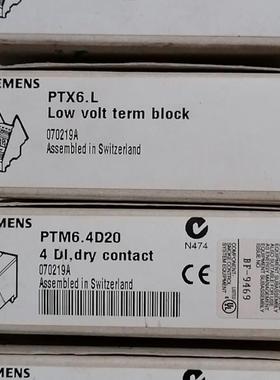 EMENS
PTX6.L
Low volt term block
070219A
Assembled in Switzerland
EMENS
PTM6.4D20
4 DI,dry contact
070219A
Assembled in Switzerland
N474
BF-9469